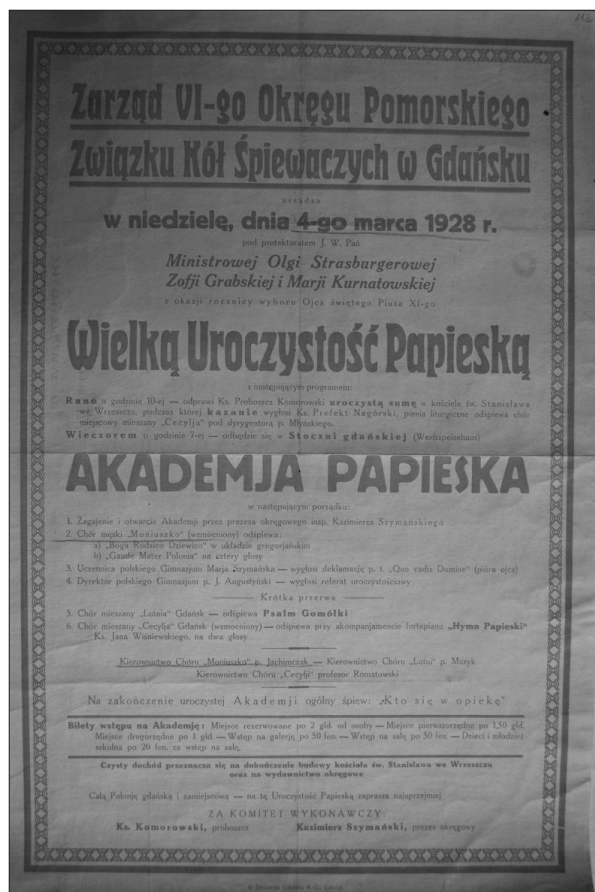 112
Zarząd VI-go Okręgu Pomorskiego
Związku Kół Śpiewaczych w Gdańsku
urządza
w niedzielę, dnia 4-go marca 1928 r.
pod protektoratem J. W. Pań
Ministrowej Olgi Strasburgerowej
Zofji Grabskiej i Marji Kurnatowskiej
z okazji rocznicy wyboru Ojca świętego Piusa XI-go
Wielką Uroczystość Papieską
z następującym programem:
Rano o godzinie 10-ej — odprawi Ks. Proboszcz Komorowski uroczystą sumę w kościele św. Stanisława
we Wrzeszczu, podczas której kazanie wygłosi Ks. Prefekt Nagórski, pienia liturgiczne odśpiewa chór
miejscowy mieszany „Cecylja" pod dyrygenturą p. Młyńskiego.
Wieczorem o godzinie 7-ej — odbędzie się w Stoczni gdańskiej (Werftspeisehaus)
AKADEMJA PAPIESKA
w następującym porządku:
1. Zagajenie i otwarcie Akademji przez prezesa okręgowego insp. Kazimierza Szymańskiego
2. Chór męski „Moniuszko" (wzmocniony) odśpiewa:
a) „Boga Rodzico Dziewico" w układzie gregorjańskim
b) „Gaude Mater Polonia" na cztery głosy
3. Uczennica polskiego Gimnazjum Marja Szymańska — wygłosi deklamację p. t. „Quo vadis Domine" (pióra ojca)
4. Dyrektor polskiego Gimnazjum p. J. Augustyński — wygłosi referat uroczystościowy
Krótka przerwa
5. Chór mieszany „Lutnia" Gdańsk — odśpiewa Psalm Gomółki
6. Chór mieszany „Cecylja" Gdańsk (wzmocniony) — odśpiewa przy akompanjamencie fortepianu „Hymn Papieski"
Ks. Jana Wiśniewskiego, na dwa głosy
Kierownictwo Chóru „Moniuszko" p. Jachimczak — Kierownictwo Chóru „Lutni" p. Muzyk
Kierownictwo Chóru „Cecylji" profesor Romatowski
Na zakończenie uroczystej Akademji ogólny śpiew: „Kto się w opiekę"
Bilety wstępu na Akademję: Miejsce rezerwowane po 2 gld. od osoby — Miejsce pierwszorzędne po 1,50 gld.
Miejsce drugorzędne po 1 gld. — Wstęp na galerję po 50 fen. — Wstęp na salę po 50 fen. — Dzieci i młodzież
szkolna po 20 fen. za wstęp na salę.
Czysty dochód przeznacza się na dokończenie budowy kościoła św. Stanisława we Wrzeszczu
oraz na wydawnictwo okręgowe
Całą Polonję gdańską i zamiejscową — na tę Uroczystość Papieską zaprasza najuprzejmiej
ZA KOMITET WYKONAWCZY:
Ks. Komorowski, proboszcz Kazimierz Szymański, prezes okręgowy